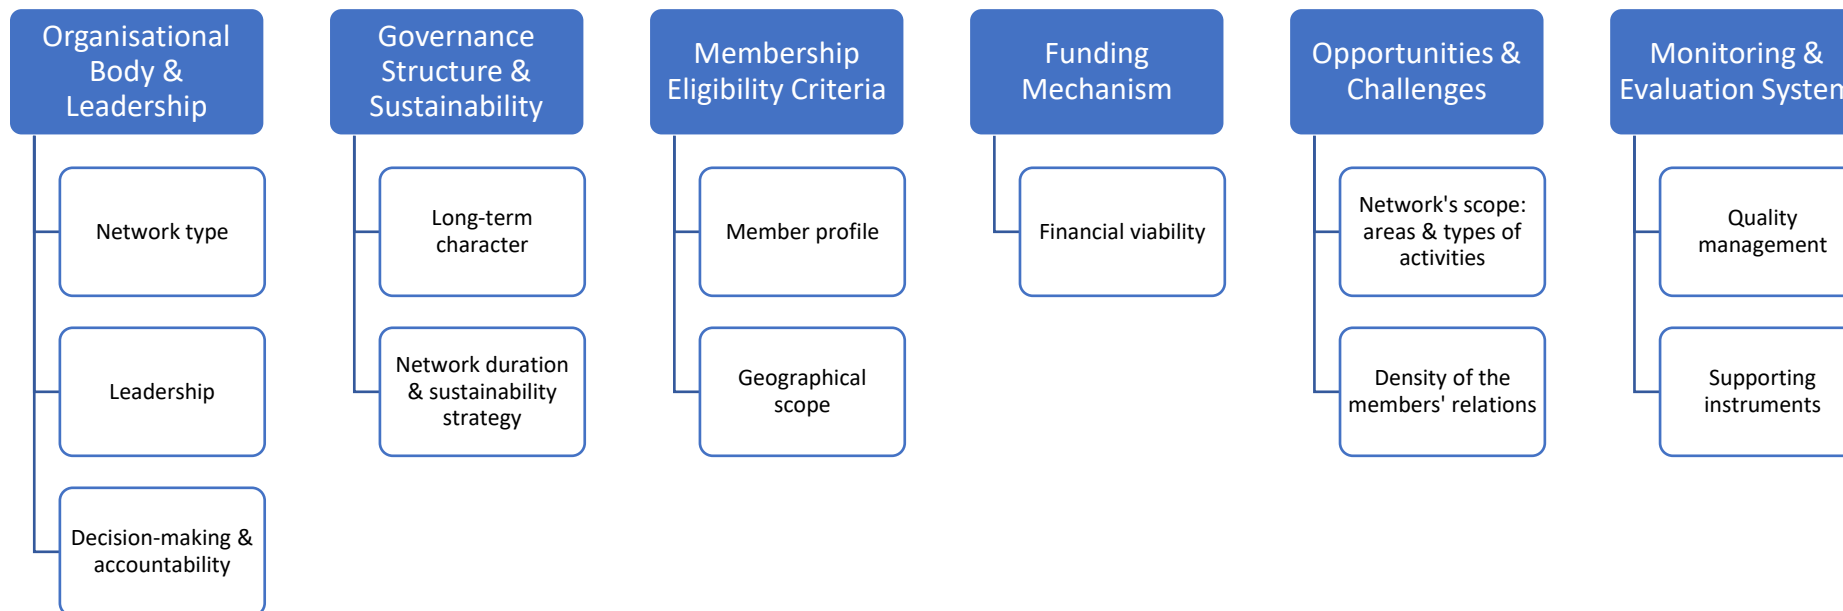 Organisational
Body &
Leadership
Network type
Leadership
Decision-making &
accountability
Governance
Structure &
Sustainability
Long-term
character
Network duration
& sustainability
strategy
Membership
Eligibility Criteria
Member profile
Geographical
scope
Funding
Mechanism
Financial viability
Opportunities &
Challenges
Network's scope:
areas & types of
activities
Density of the
members' relations
Monitoring &
Evaluation System
Quality
management
Supporting
instruments